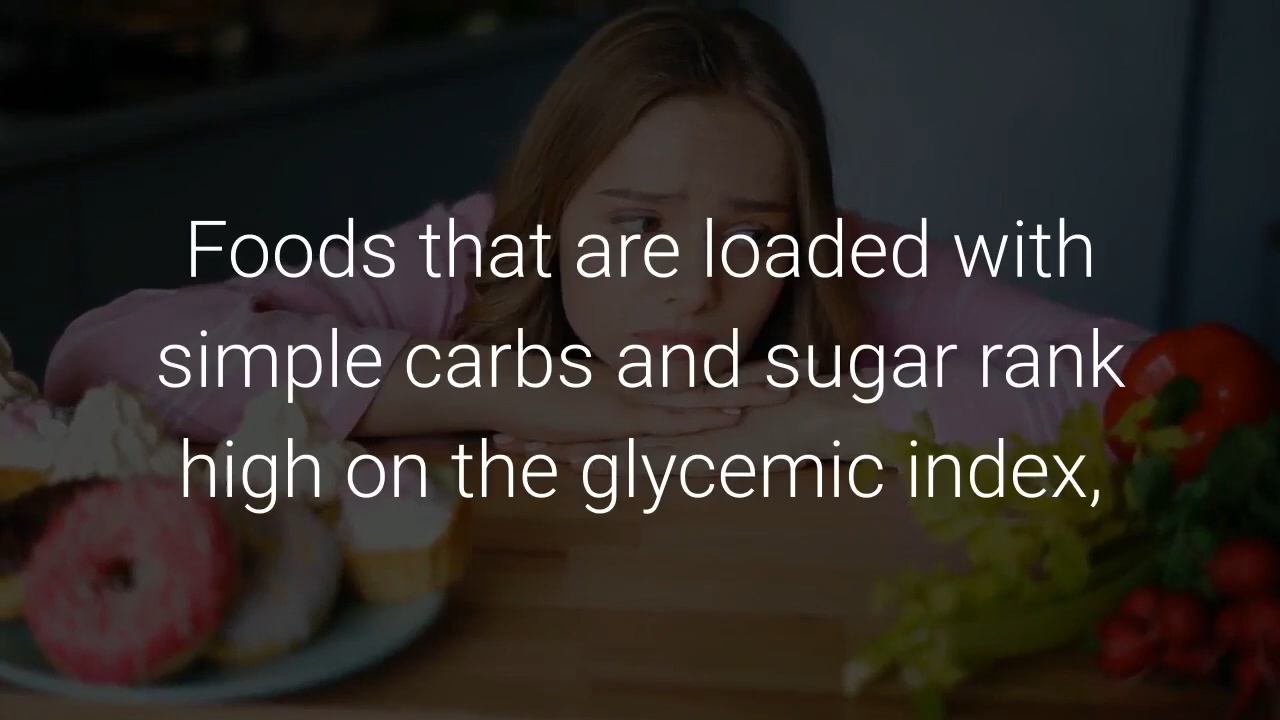 Foods that are loaded with
simple carbs and sugar rank
high on the glycemic index,